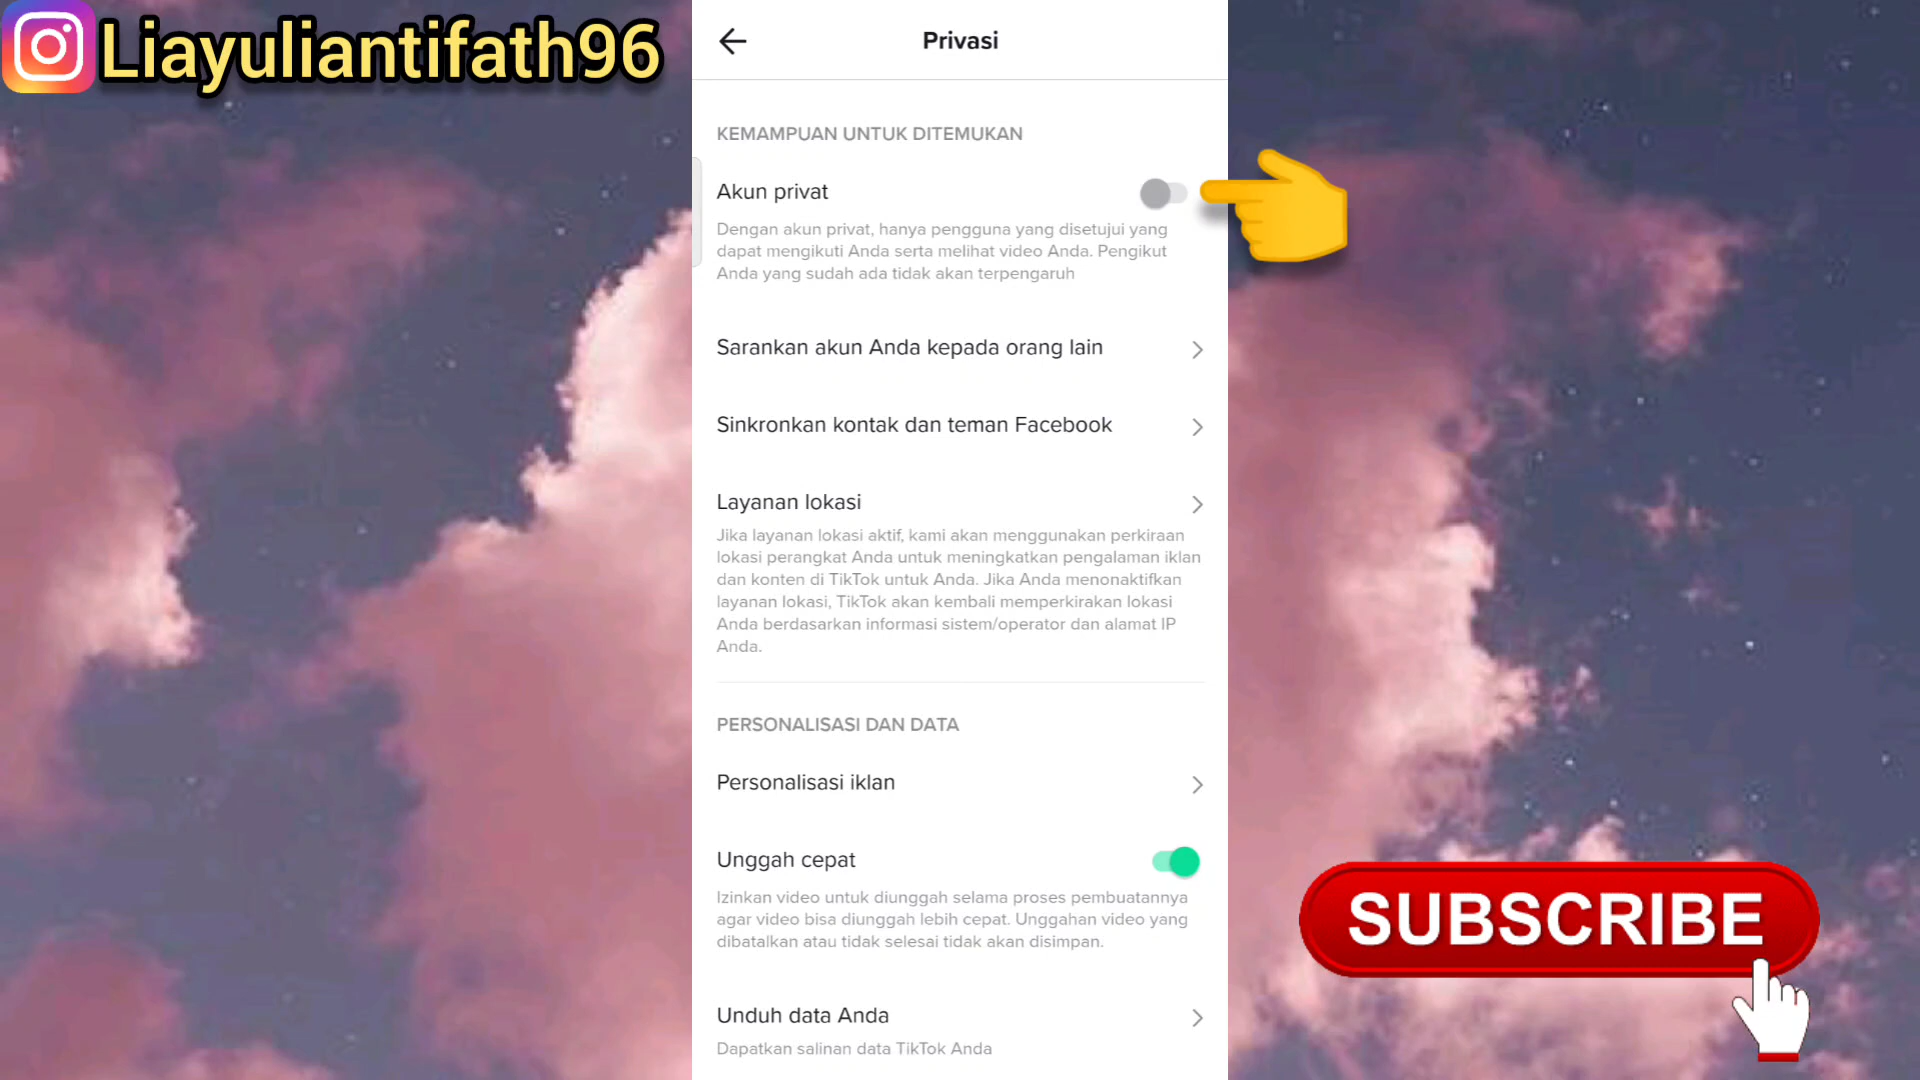 Liayuliantifath96
Privasi
KEMAMPUAN UNTUK DITEMUKAN
Akun privat
Dengan akun privat, hanya pengguna yang disetujui yang
dapat mengikuti Anda serta melihat video Anda. Pengikut
Anda yang sudah ada tidak akan terpengaruh
Sarankan akun Anda kepada orang lain
Sinkronkan kontak dan teman Facebook
Layanan lokasi
Jika layanan lokasi aktif, kami akan menggunakan perkiraan
lokasi perangkat Anda untuk meningkatkan pengalaman iklan
dan konten di TikTok untuk Anda. Jika Anda menonaktifkan
layanan lokasi, TikTok akan kembali memperkirakan lokasi
Anda berdasarkan informasi sistem/operator dan alamat IP
Anda.
PERSONALISASI DAN DATA
Personalisasi iklan
Unggah cepat
Izinkan video untuk diunggah selama proses pembuatannya
agar video bisa diunggah lebih cepat. Unggahan video yang
dibatalkan atau tidak selesai tidak akan disimpan.
Unduh data Anda
Dapatkan salinan data TikTok Anda
SUBSCRIBE